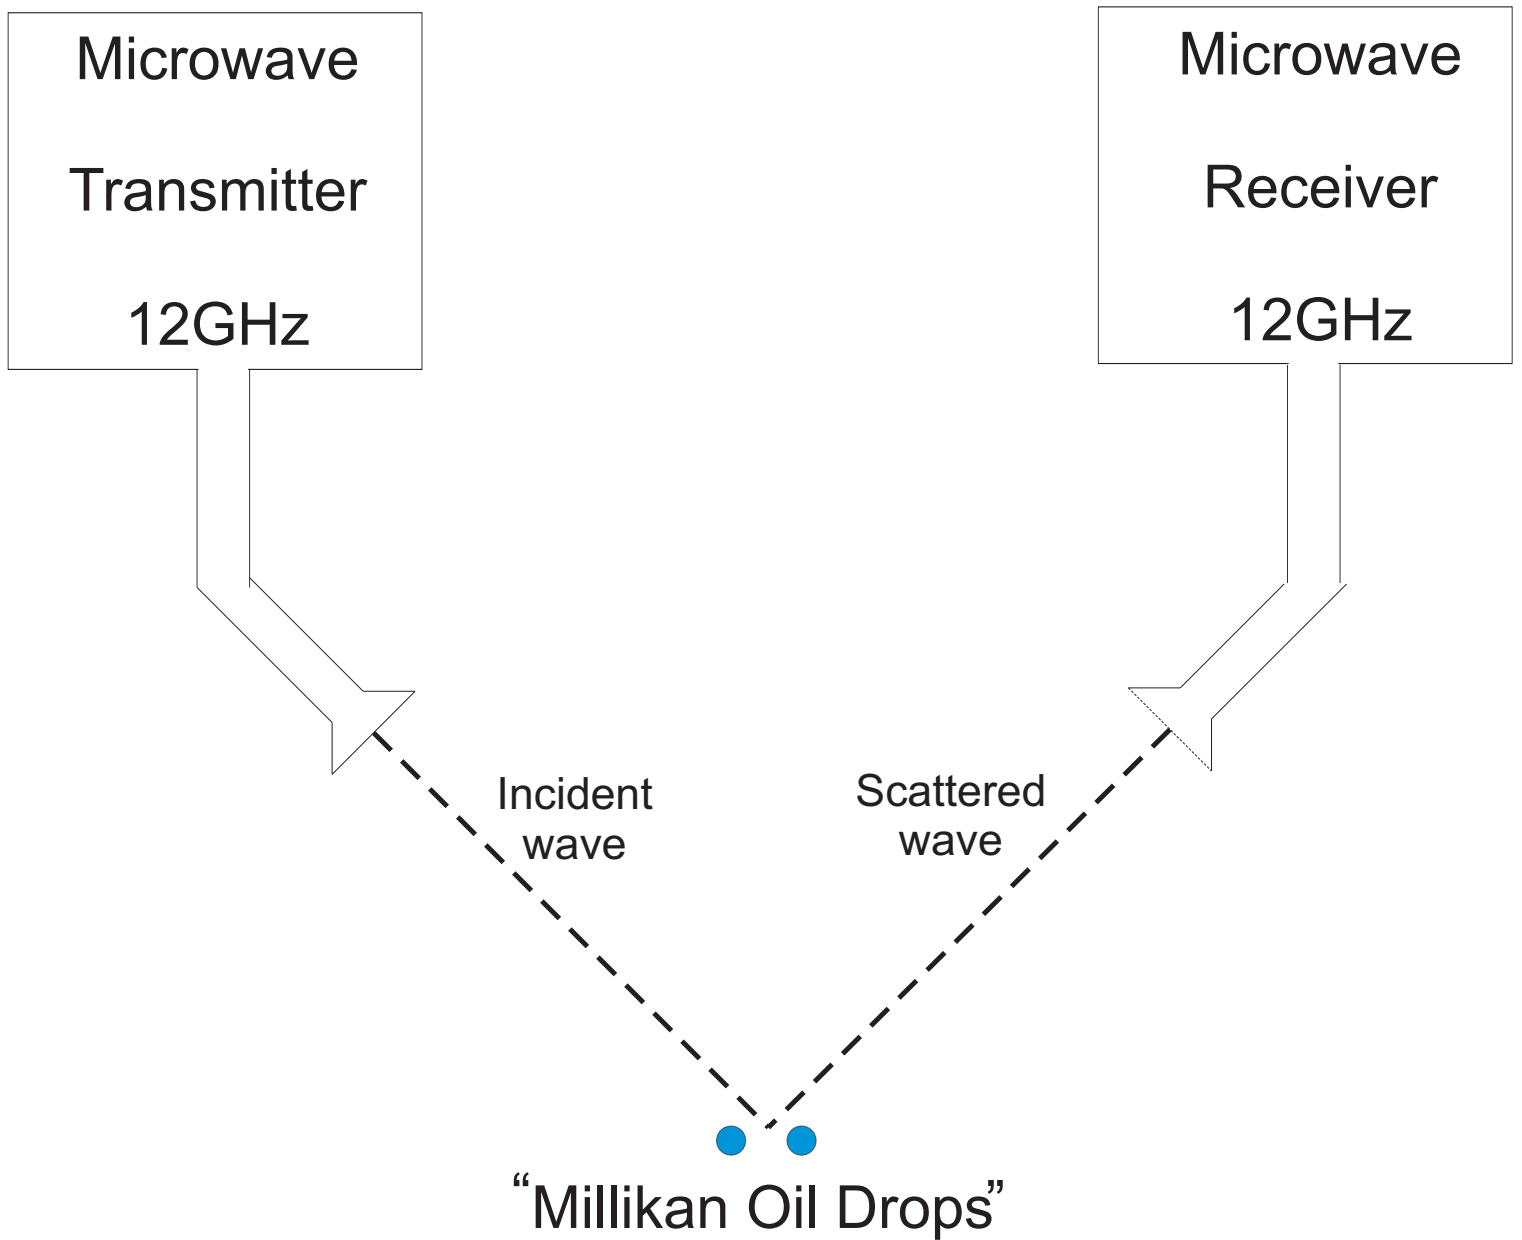 Microwave
Transmitter
12GHz
Microwave
Receiver
12GHz
Incident
wave
Scattered
wave
“Millikan Oil Drops”